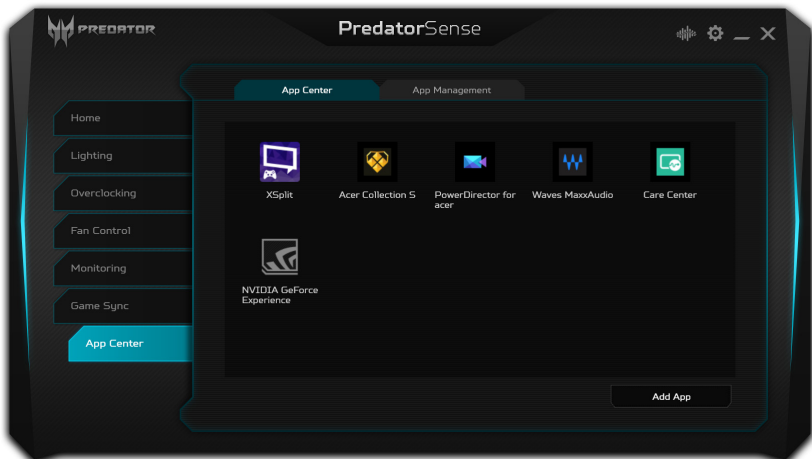 PREDATOR
PredatorSense
App Center
App Management
Home
Lighting
Overclocking
Fan Control
Monitoring
Game Sync
App Center
XSplit
Acer Collection S
PowerDirector for
acer
Waves MaxxAudio
Care Center
NVIDIA GeForce
Experience
Add App